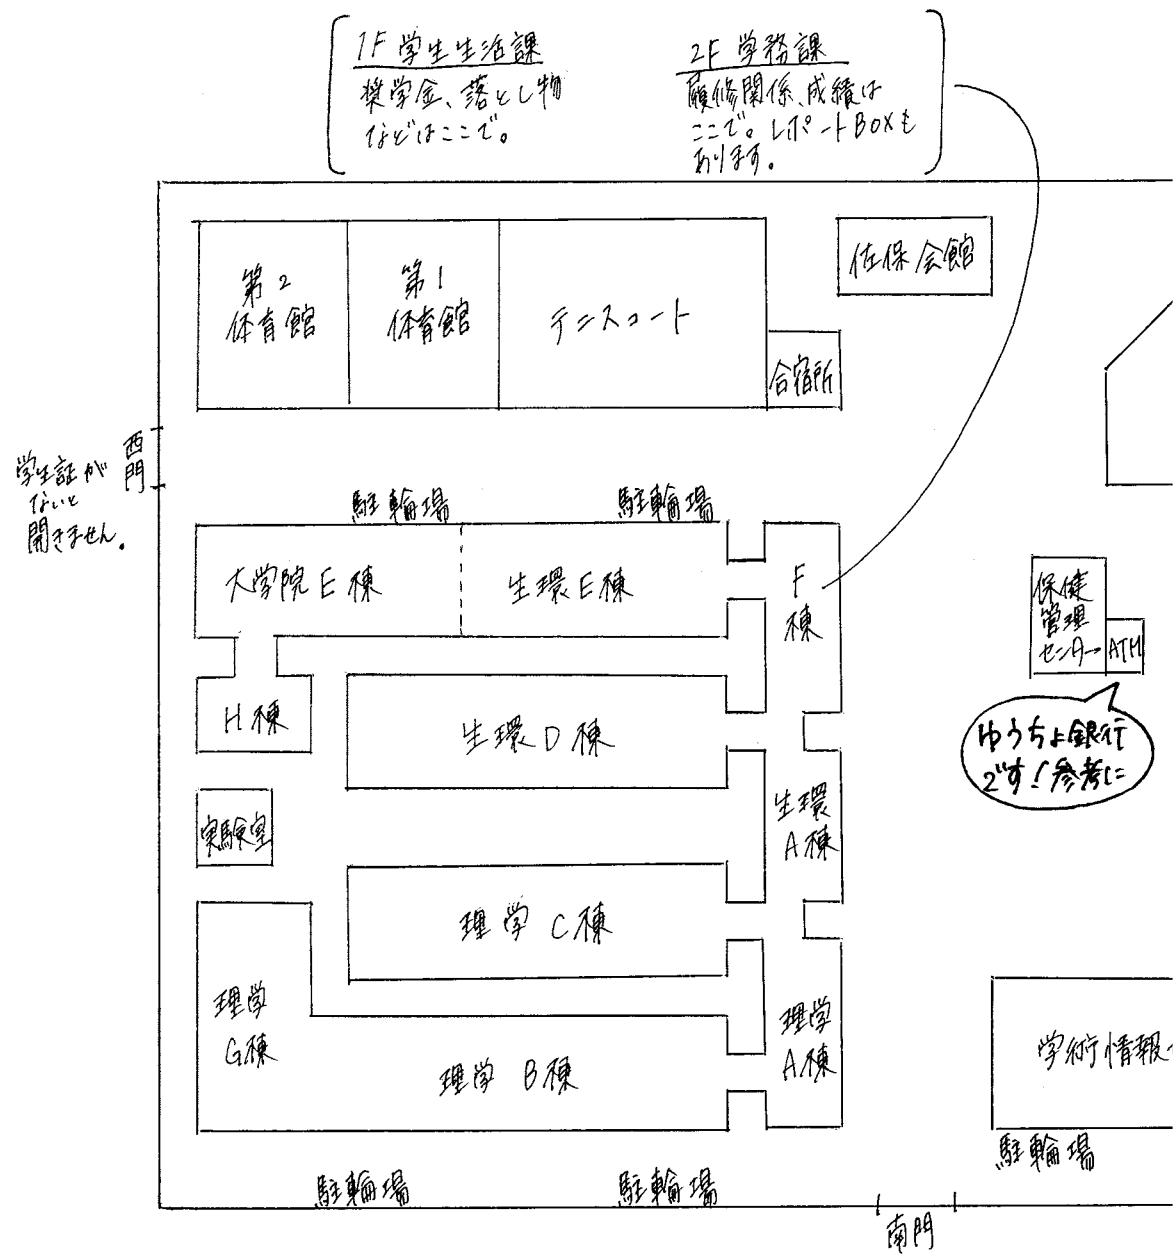 1F 学生生活課
奨学金、落とし物
などはここで。
2F 学務課
履修関係、成績は
ここで。レポートBOXも
あります。
佐保会館
第2
体育館
第1
体育館
テニスコート
合宿所
西門
学生証が
ないと
開きません。
駐輪場
駐輪場
大学院E棟
生環E棟
F
棟
保健
管理
センター
ATM
H棟
生環D棟
ゆうちょ銀行
です!参考に
実験室
生環
A棟
理学 C棟
理学
G棟
理学
A棟
理学 B棟
学術情報
駐輪場
駐輪場
駐輪場
南門